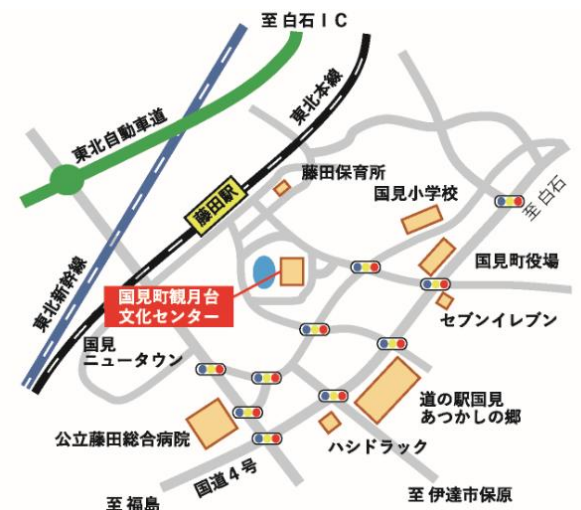 至 白石ＩＣ
東北自動車道
東北本線
藤田保育所
国見小学校
藤田駅
至 白石
東北新幹線
国見町役場
国見町観月台
文化センター
セブンイレブン
国見
ニュータウン
道の駅国見
あつかしの郷
公立藤田総合病院
ハシドラック
国道４号
至 福島
至 伊達市保原